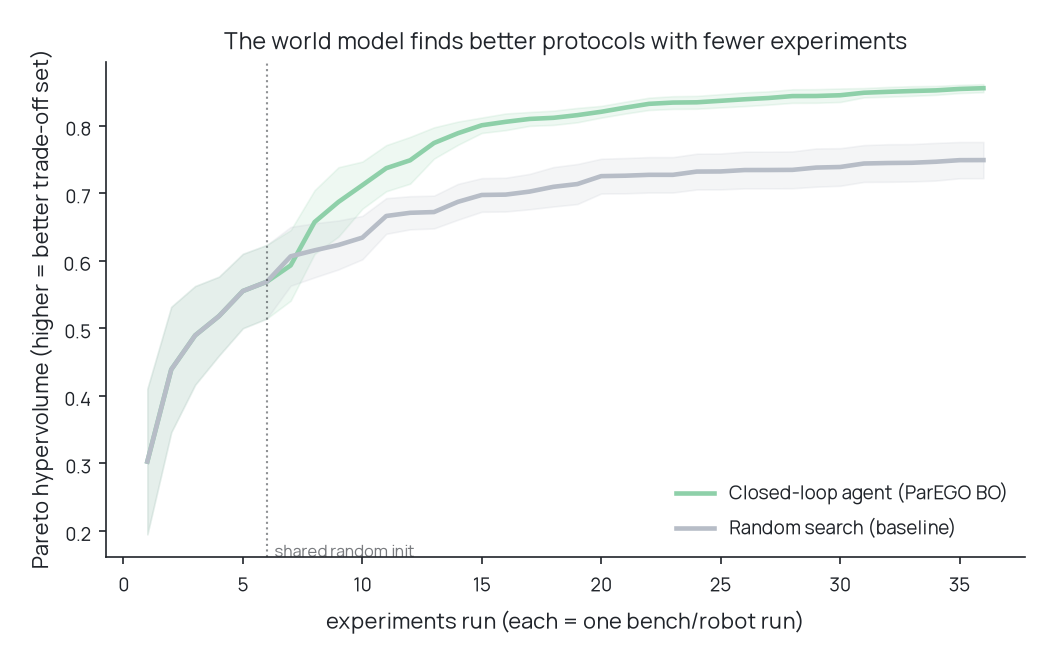 The world model finds better protocols with fewer experiments
Pareto hypervolume (higher = better trade-off set)
0.8
0.7
0.6
0.5
0.4
0.3
0.2
Closed-loop agent (ParEGO BO)
Random search (baseline)
shared random init
0 5 10 15 20 25 30 35
experiments run (each = one bench/robot run)